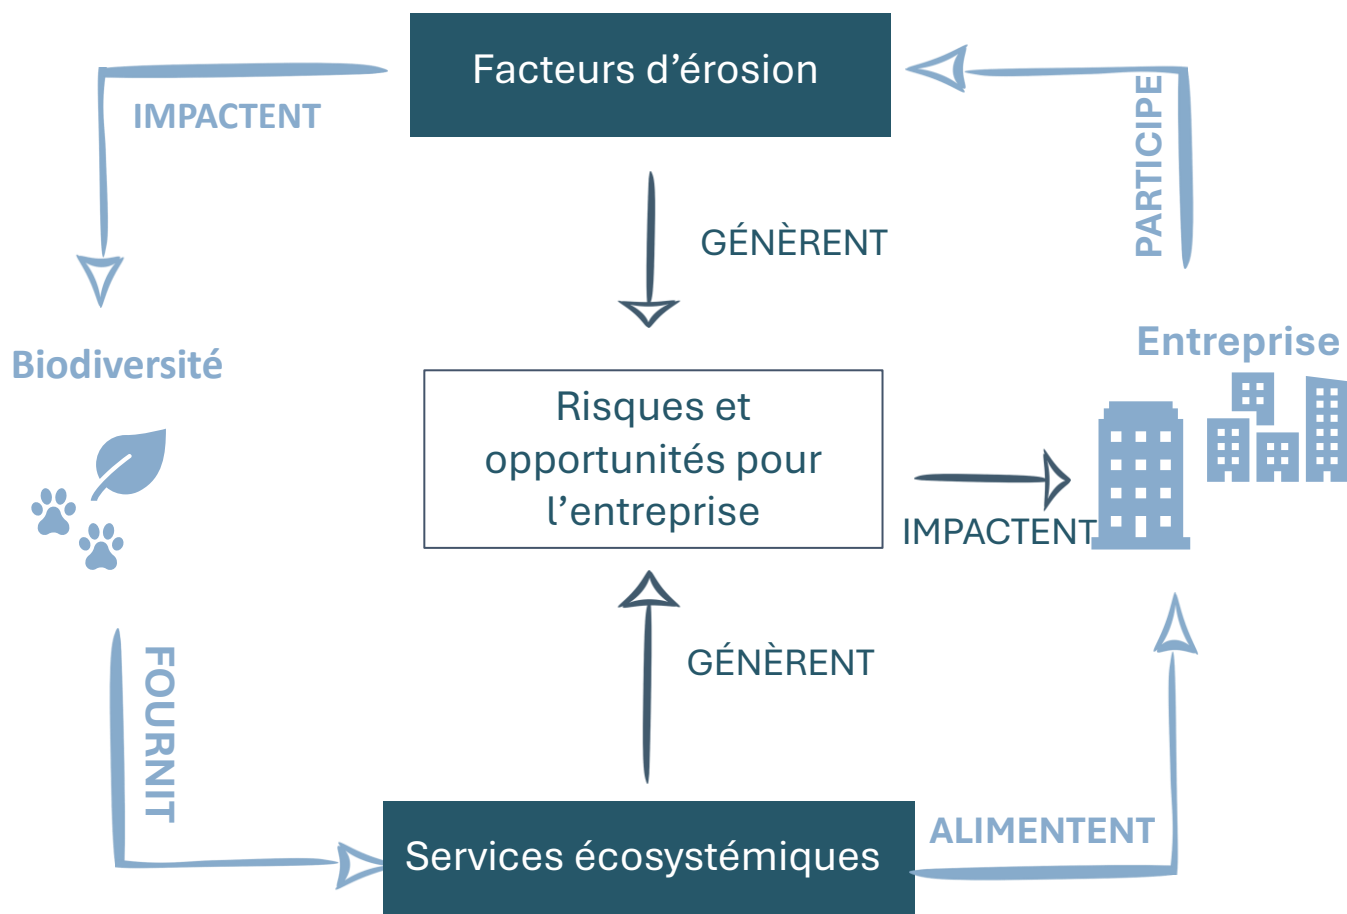 Facteurs d’érosion
IMPACTENT
PARTICIPE
GÉNÈRENT
Biodiversité
Entreprise
Risques et
opportunités pour
l’entreprise
IMPACTENT
GÉNÈRENT
FOURNIT
ALIMENTENT
Services écosystémiques